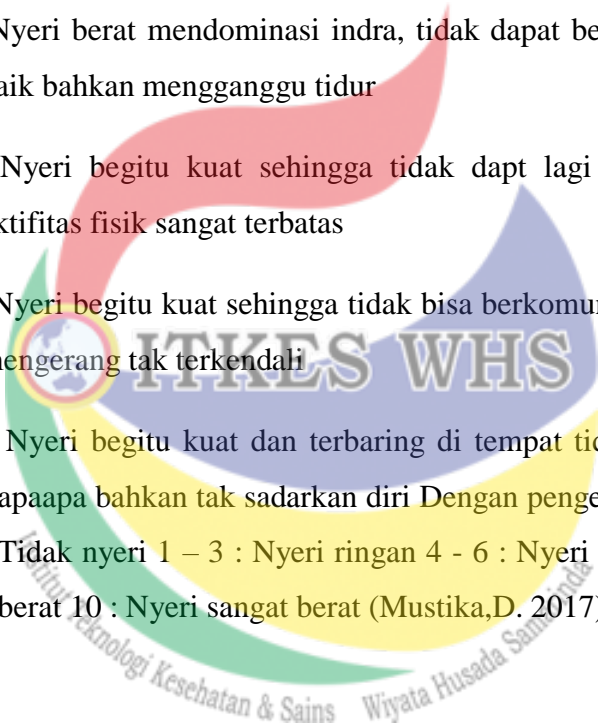 Nyeri berat mendominasi indra, tidak dapat be
aik bahkan mengganggu tidur
Nyeri begitu kuat sehingga tidak dapt lagi
ktifitas fisik sangat terbatas
Nyeri begitu kuat sehingga tidak bisa berkomu
mengerang tak terkendali
ITKES WHS
Nyeri begitu kuat dan terbaring di tempat tid
apaapa bahkan tak sadarkan diri Dengan penge
Tidak nyeri 1 – 3 : Nyeri ringan 4 - 6 : Nyeri
berat 10 : Nyeri sangat berat (Mustika,D. 2017)
Institut Teknologi Kesehatan & Sains Wiyata Husada Samarinda